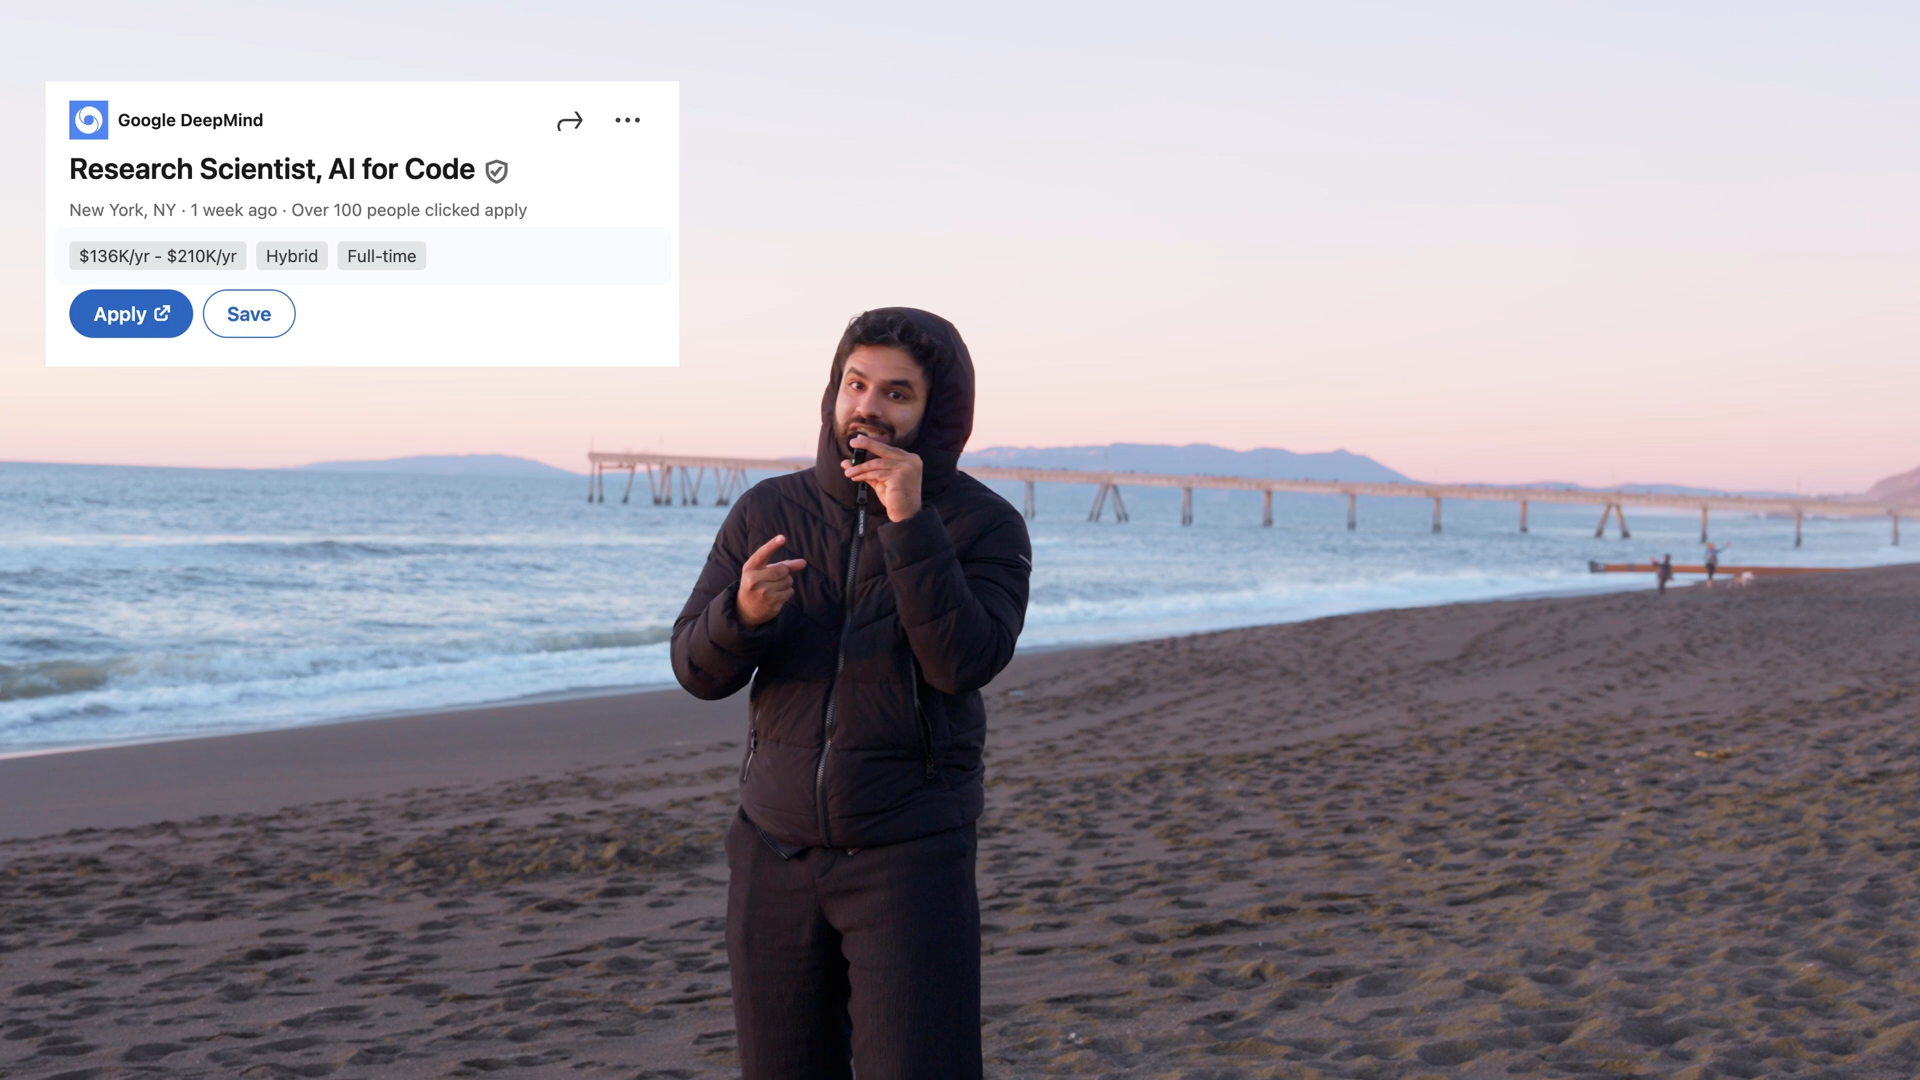 Google DeepMind
Research Scientist, AI for Code
New York, NY · 1 week ago · Over 100 people clicked apply
$136K/yr - $210K/yr Hybrid Full-time
Apply Save